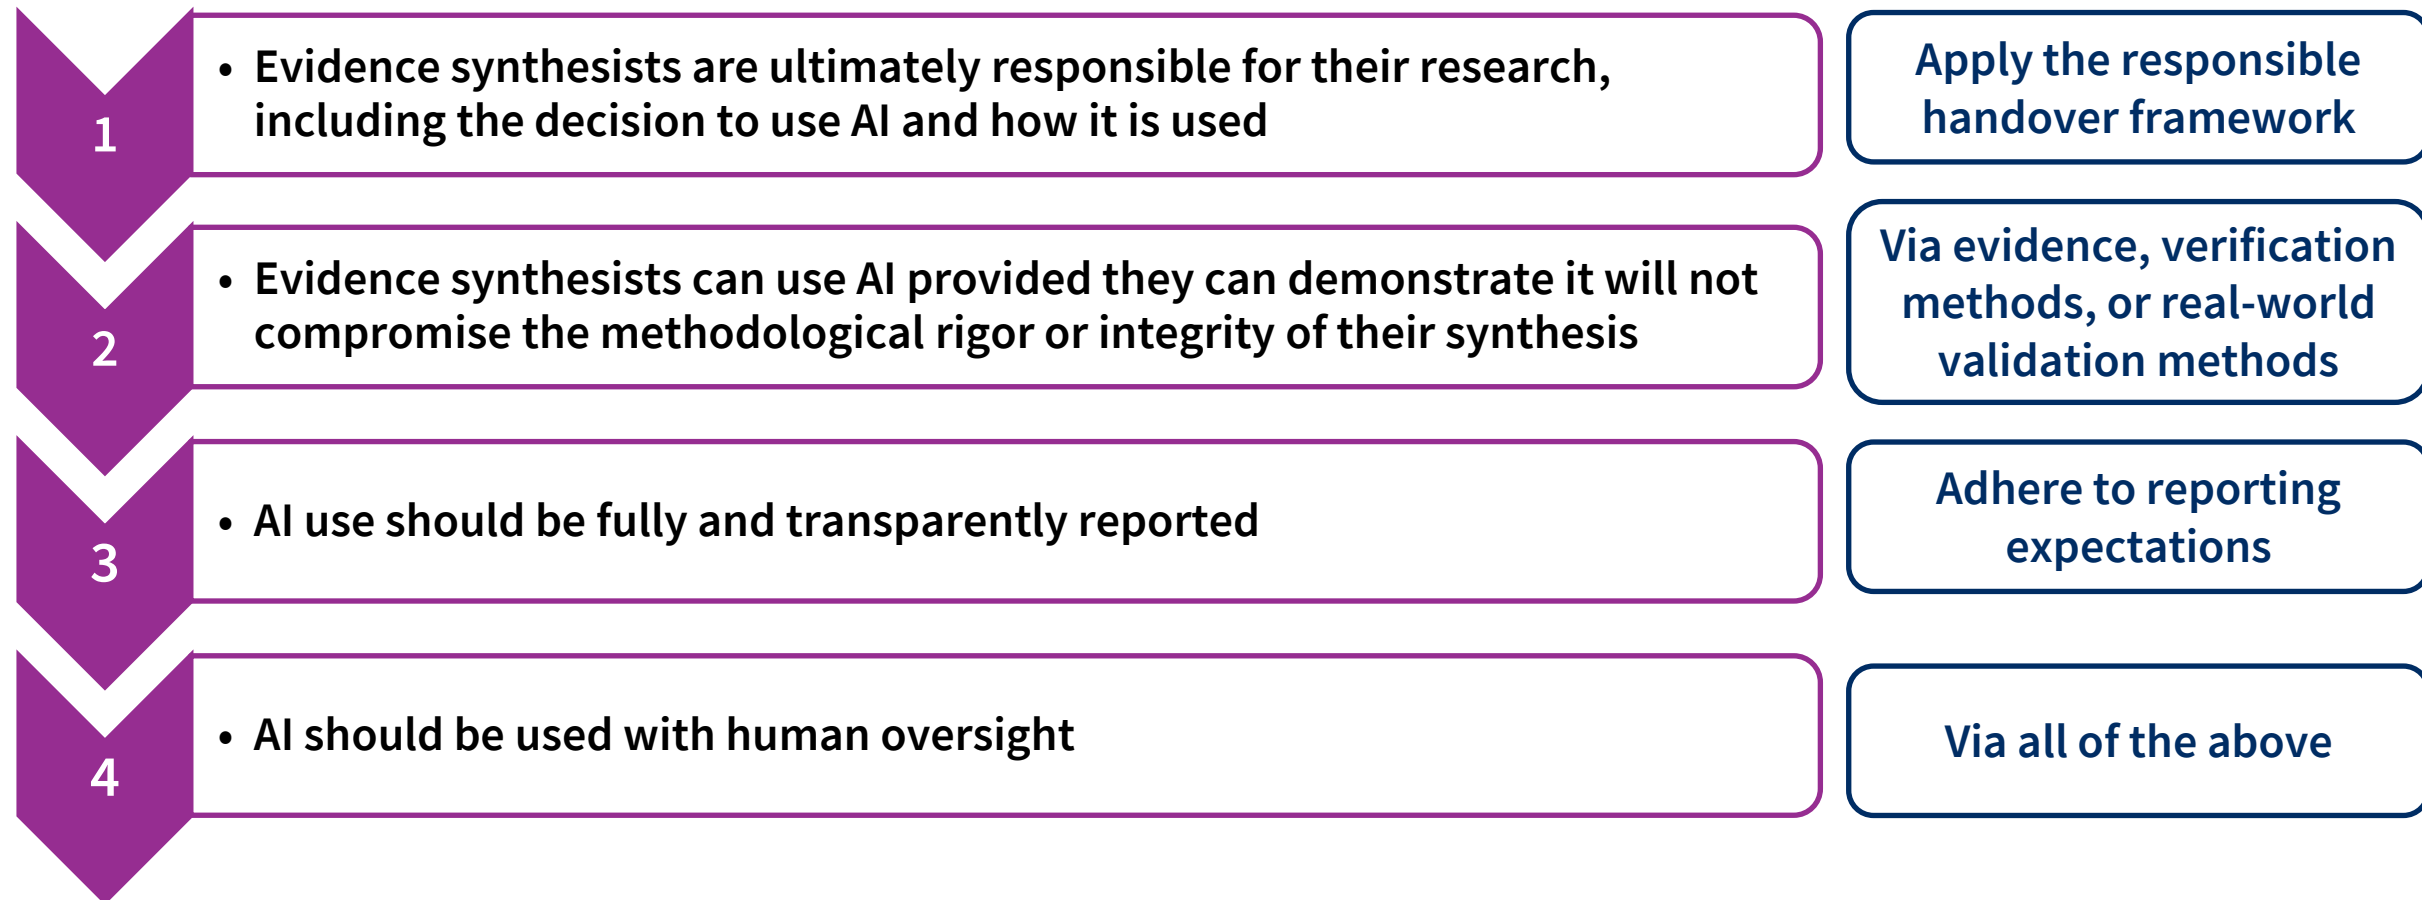 1
• Evidence synthesists are ultimately responsible for their research,
including the decision to use AI and how it is used
Apply the responsible
handover framework
2
• Evidence synthesists can use AI provided they can demonstrate it will not
compromise the methodological rigor or integrity of their synthesis
Via evidence, verification
methods, or real-world
validation methods
3
• AI use should be fully and transparently reported
Adhere to reporting
expectations
4
• AI should be used with human oversight
Via all of the above